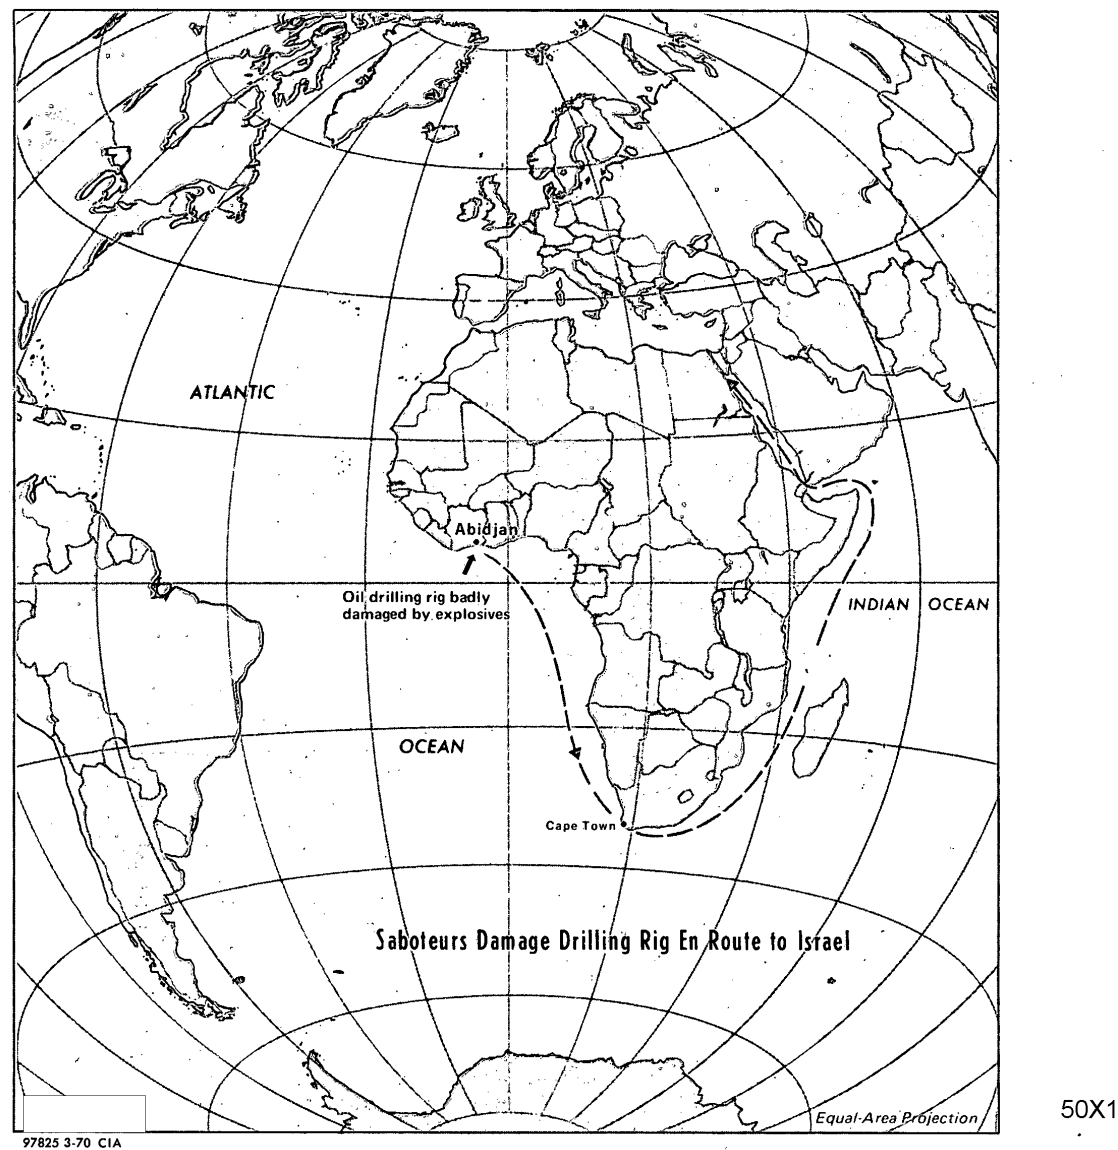 ATLANTIC
Abidjan
Oil drilling rig badly
damaged by explosives
INDIAN OCEAN
OCEAN
Cape Town
Saboteurs Damage Drilling Rig En Route to Israel
Equal-Area Projection
50X1
97825 3-70 CIA